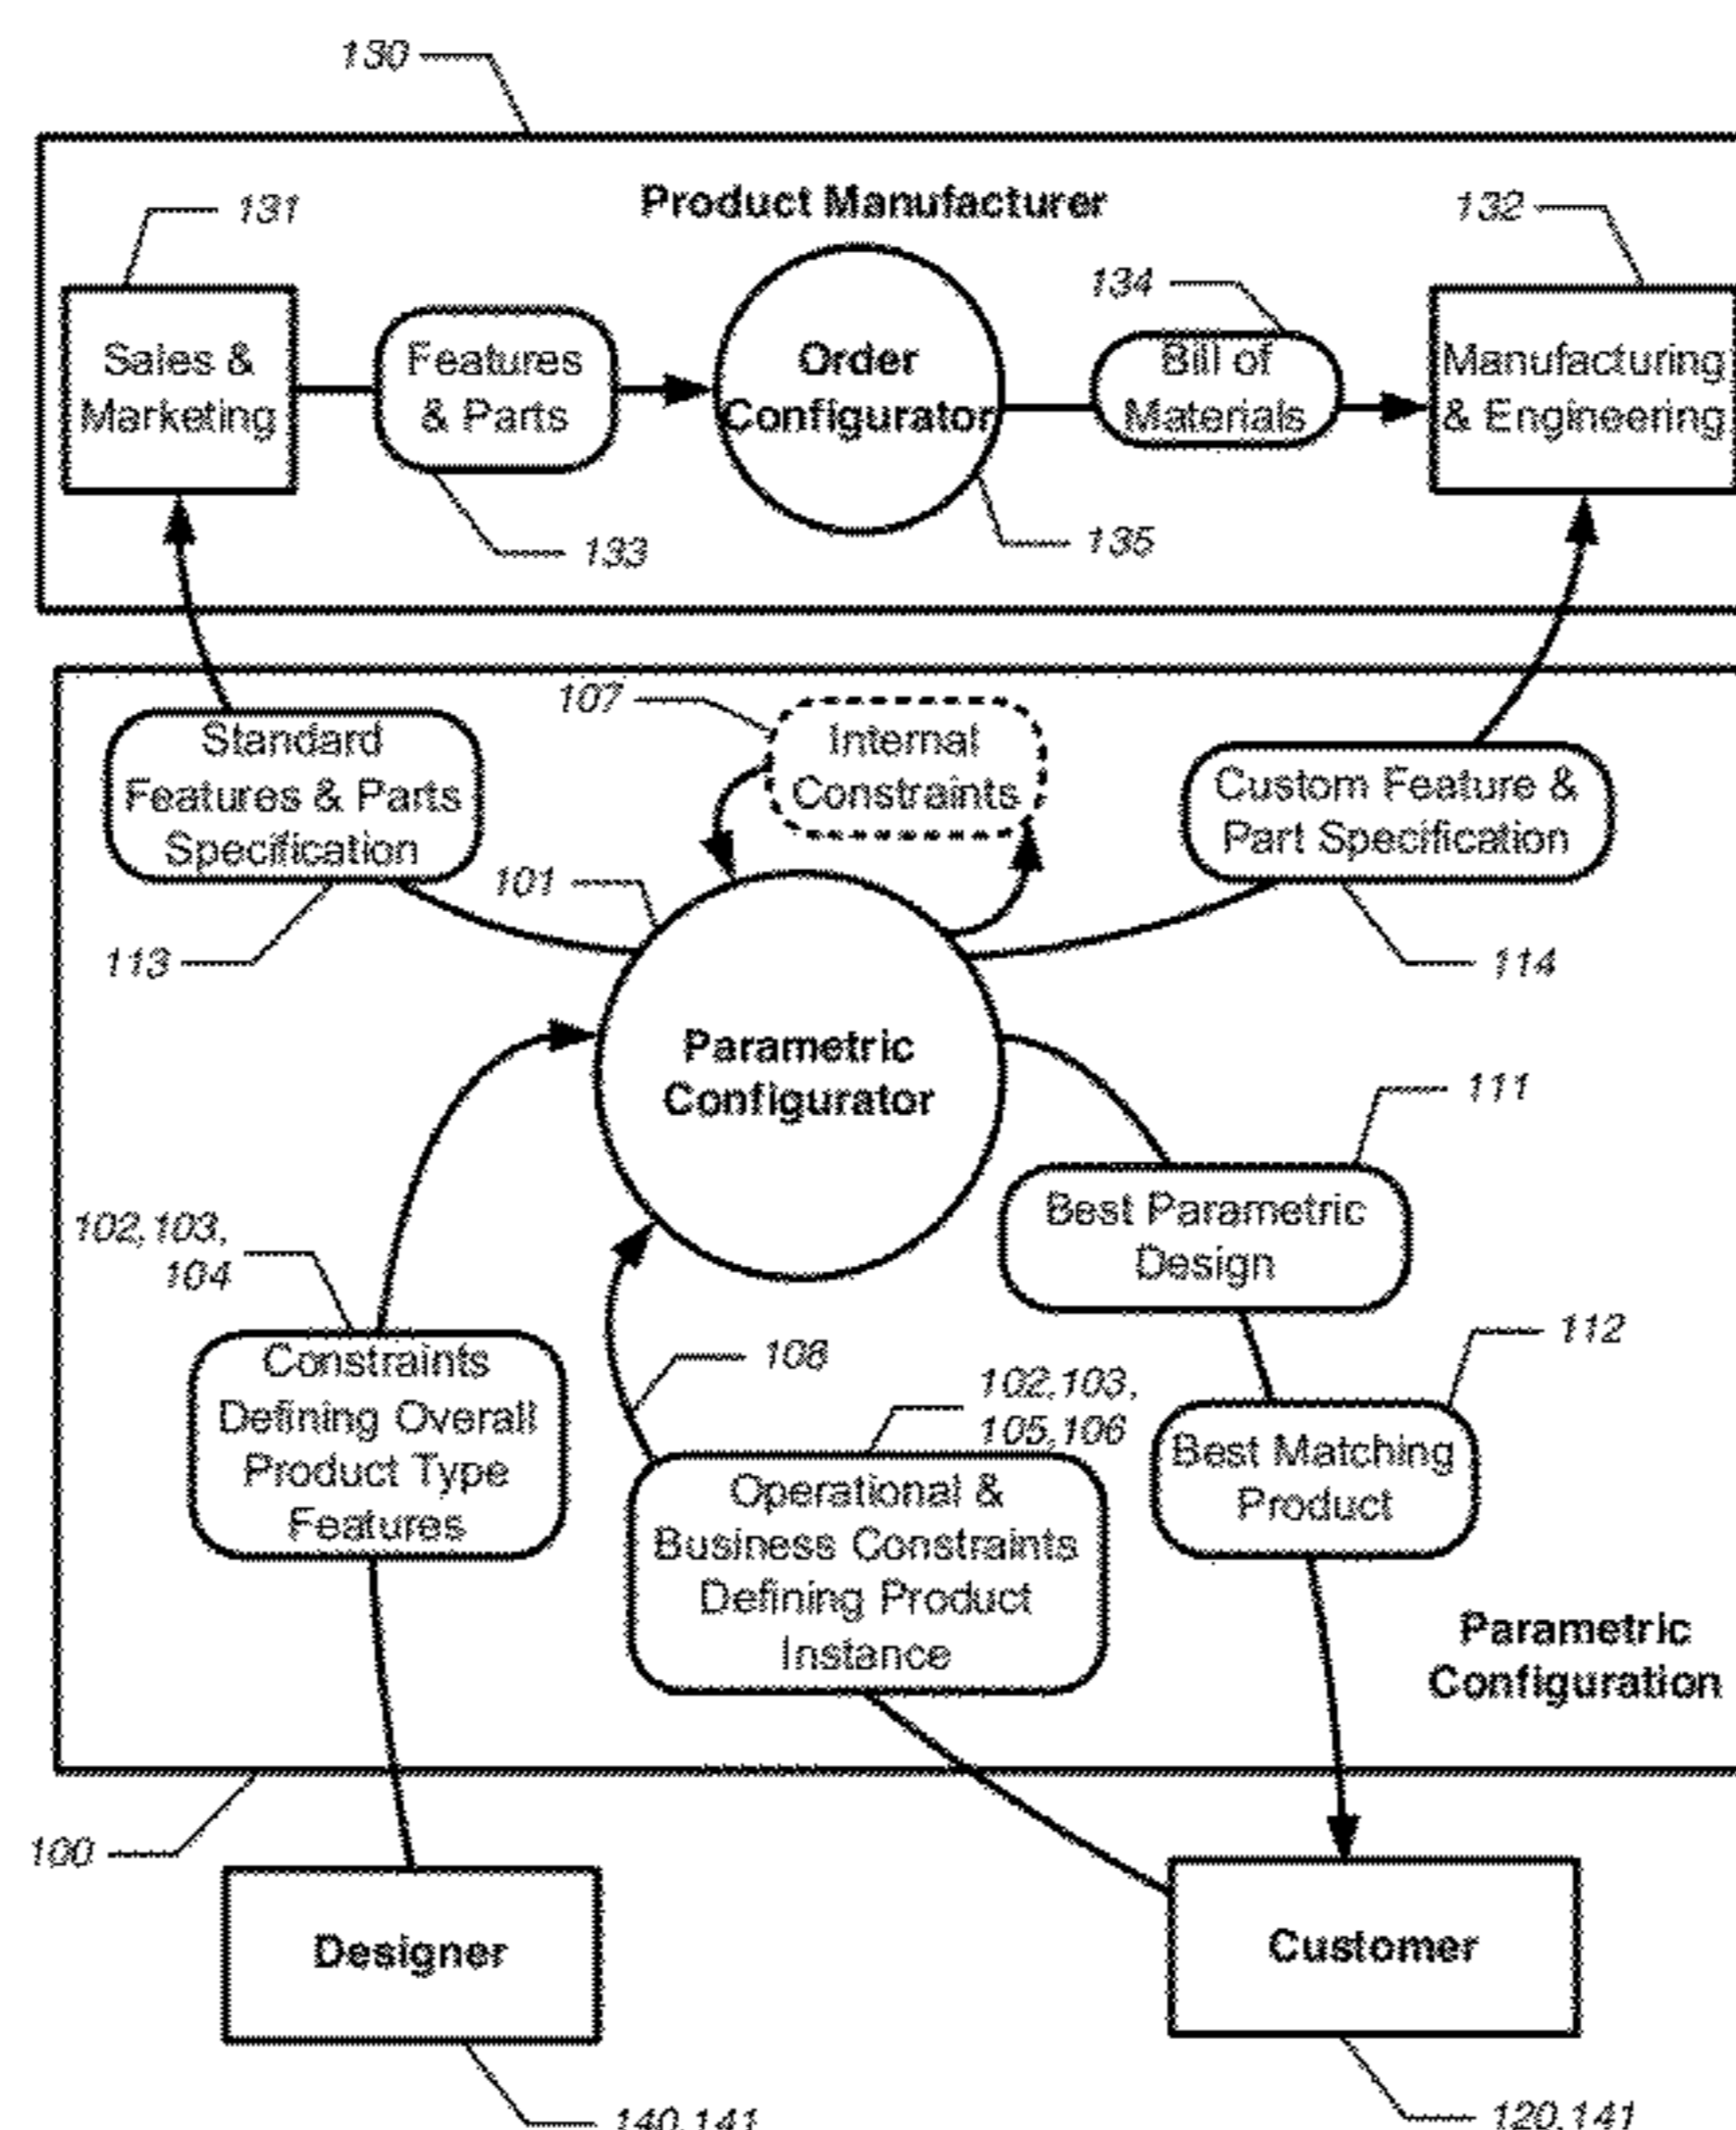 130
Product Manufacturer
131
132
134
Sales &
Marketing
Features
& Parts
Order
Configurator
Bill of
Materials
Manufacturing
& Engineering
133
135
107
Internal
Constraints
Standard
Features & Parts
Specification
Custom Feature &
Part Specification
101
113
114
Parametric
Configurator
111
Best Parametric
Design
102,103,
104
112
108
102,103,
105,106
Constraints
Defining Overall
Product Type
Features
Best Matching
Product
Operational &
Business Constraints
Defining Product
Instance
Parametric
Configuration
100
Designer
Customer
140,141
120,141